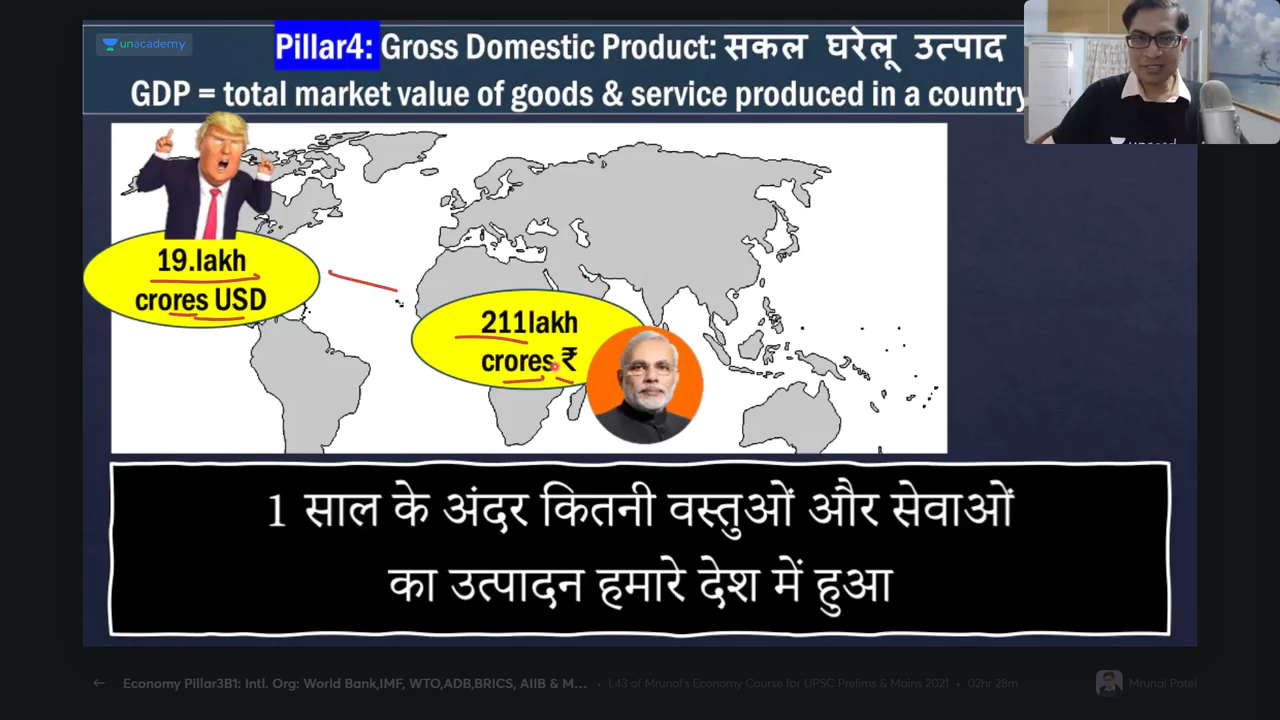 unacademy
Pillar4: Gross Domestic Product: सकल घरेलू उत्पाद
GDP = total market value of goods & service produced in a country
19.lakh
crores USD
211lakh
crores ₹
1 साल के अंदर कितनी वस्तुओं और सेवाओं
का उत्पादन हमारे देश में हुआ
Economy Pillar3B1: Intl. Org: World Bank,IMF, WTO,ADB,BRICS, AIIB & M... • L43 of Mrunal's Economy Course for UPSC Prelims & Mains 2021 • 02hr 28m
Mrunal Patel